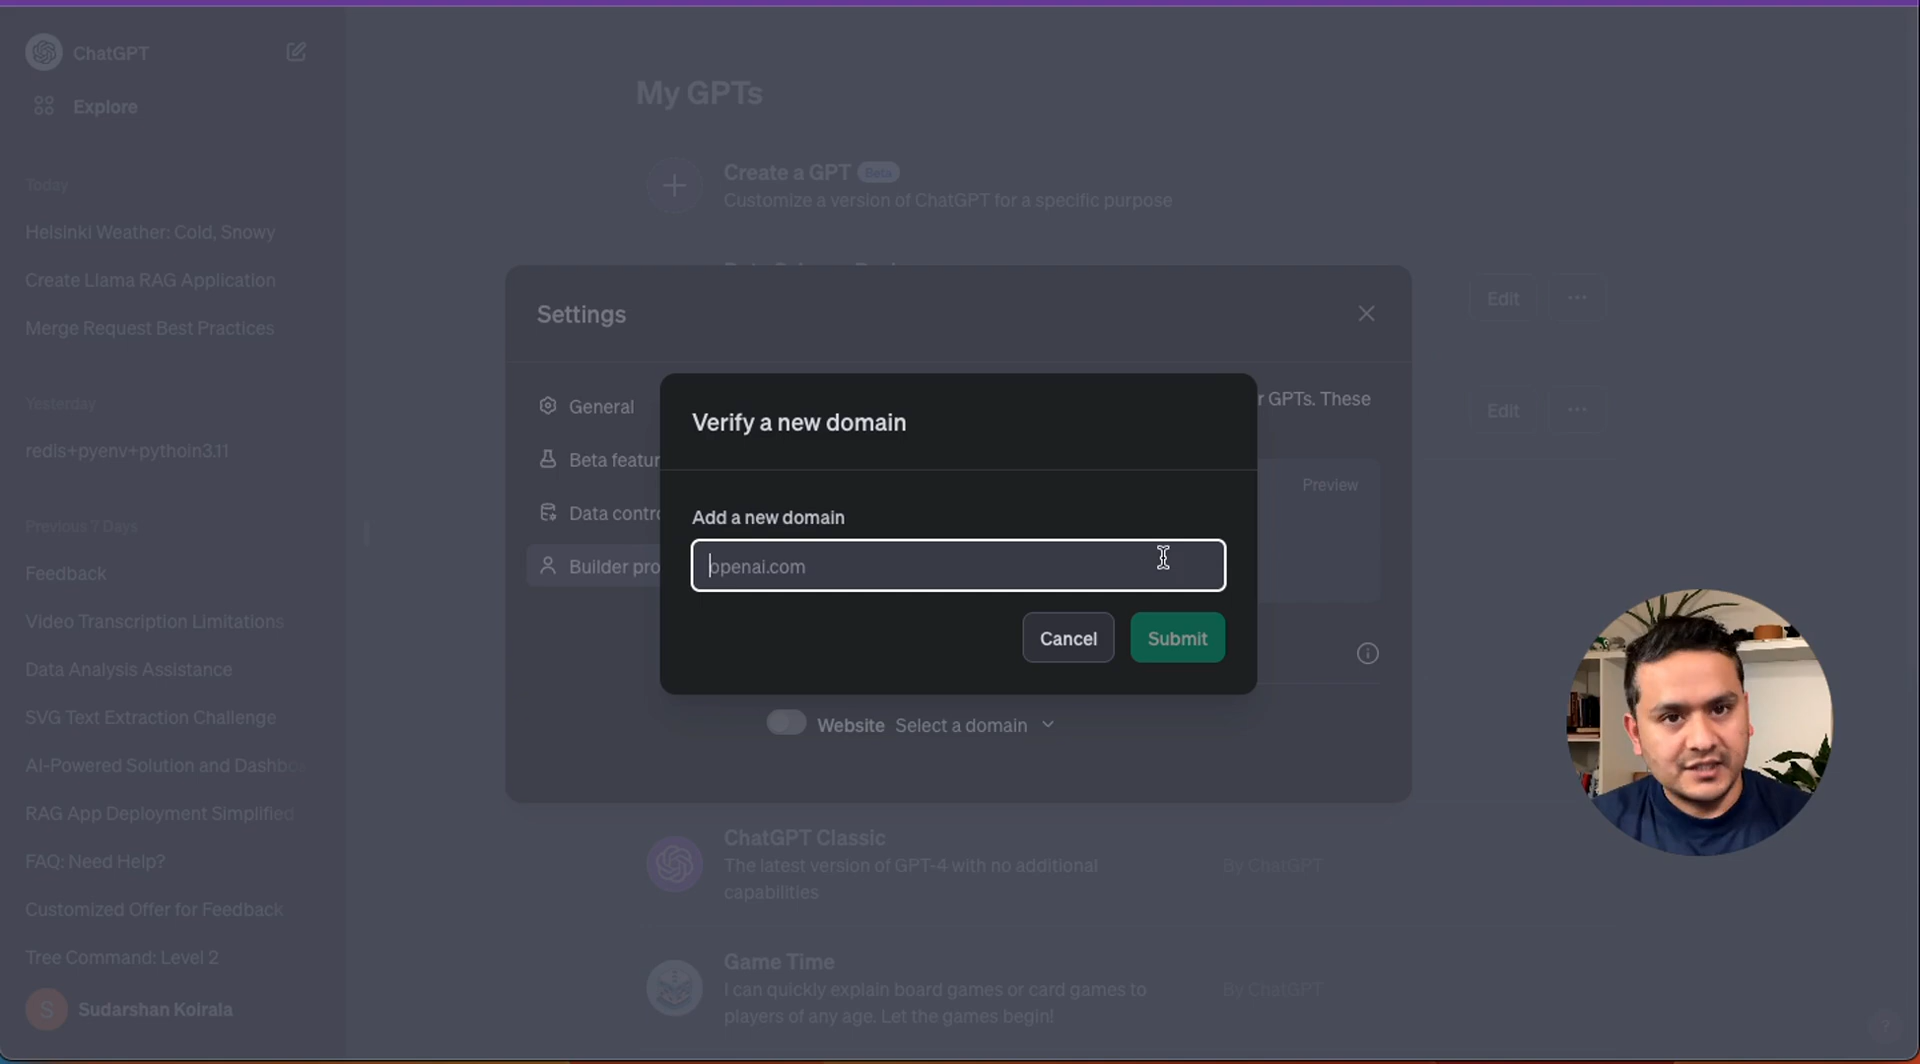 ChatGPT
Explore
Today
Helsinki Weather: Cold, Snowy
Create Llama RAG Application
Merge Request Best Practices
Yesterday
redis+pyenv+pythoin3.11
Previous 7 Days
Feedback
Video Transcription Limitations
Data Analysis Assistance
SVG Text Extraction Challenge
AI-Powered Solution and Dashbo
RAG App Deployment Simplified
FAQ: Need Help?
Customized Offer for Feedback
Tree Command: Level 2
S
Sudarshan Koirala
My GPTs
Create a GPT Beta
Customize a version of ChatGPT for a specific purpose
Edit
Edit
Settings
General
Beta featur
Data contro
Builder pro
r GPTs. These
Preview
Verify a new domain
Add a new domain
openai.com
Cancel Submit
Website Select a domain
ChatGPT Classic
The latest version of GPT-4 with no additional
capabilities
By ChatGPT
Game Time
I can quickly explain board games or card games to
players of any age. Let the games begin!
By ChatGPT
?